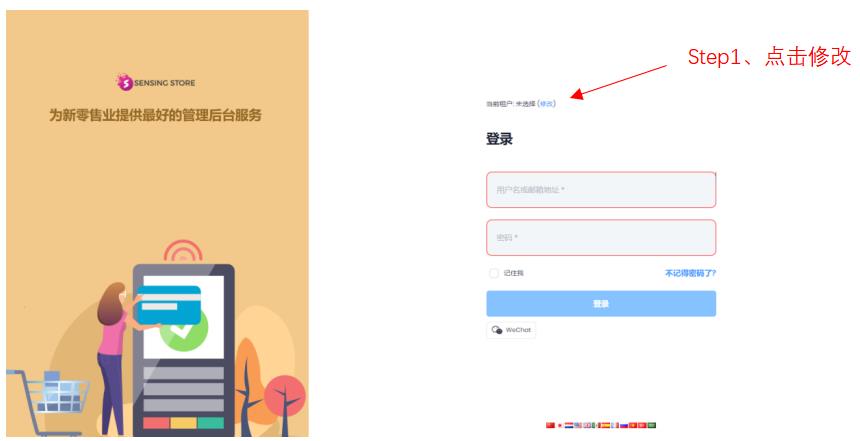 SENSING STORE
为新零售业提供最好的管理后台服务
Step1、点击修改
当前租户: 未选择 (修改)
登录
用户名或邮箱地址 *
密码 *
记住我
不记得密码了?
登录
WeChat